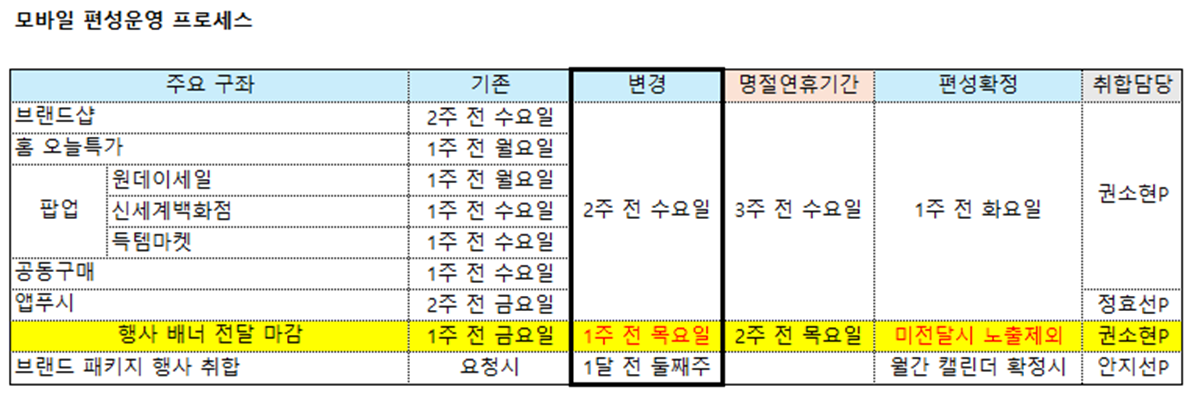 모바일 편성운영 프로세스
주요 구좌 기존 변경 명절연휴기간 편성확정 취합담당
브랜드샵 2주 전 수요일
홈 오늘특가 1주 전 월요일
팝업 원데이세일 1주 전 월요일
신세계백화점 1주 전 수요일
득템마켓 1주 전 수요일
2주 전 수요일 3주 전 수요일 1주 전 화요일 권소현P
공동구매 1주 전 수요일
앱푸시 2주 전 금요일 정효선P
행사 배너 전달 마감 1주 전 금요일 1주 전 목요일 2주 전 목요일 미전달시 노출제외 권소현P
브랜드 패키지 행사 취합 요청시 1달 전 둘째주 월간 캘린더 확정시 안지선P